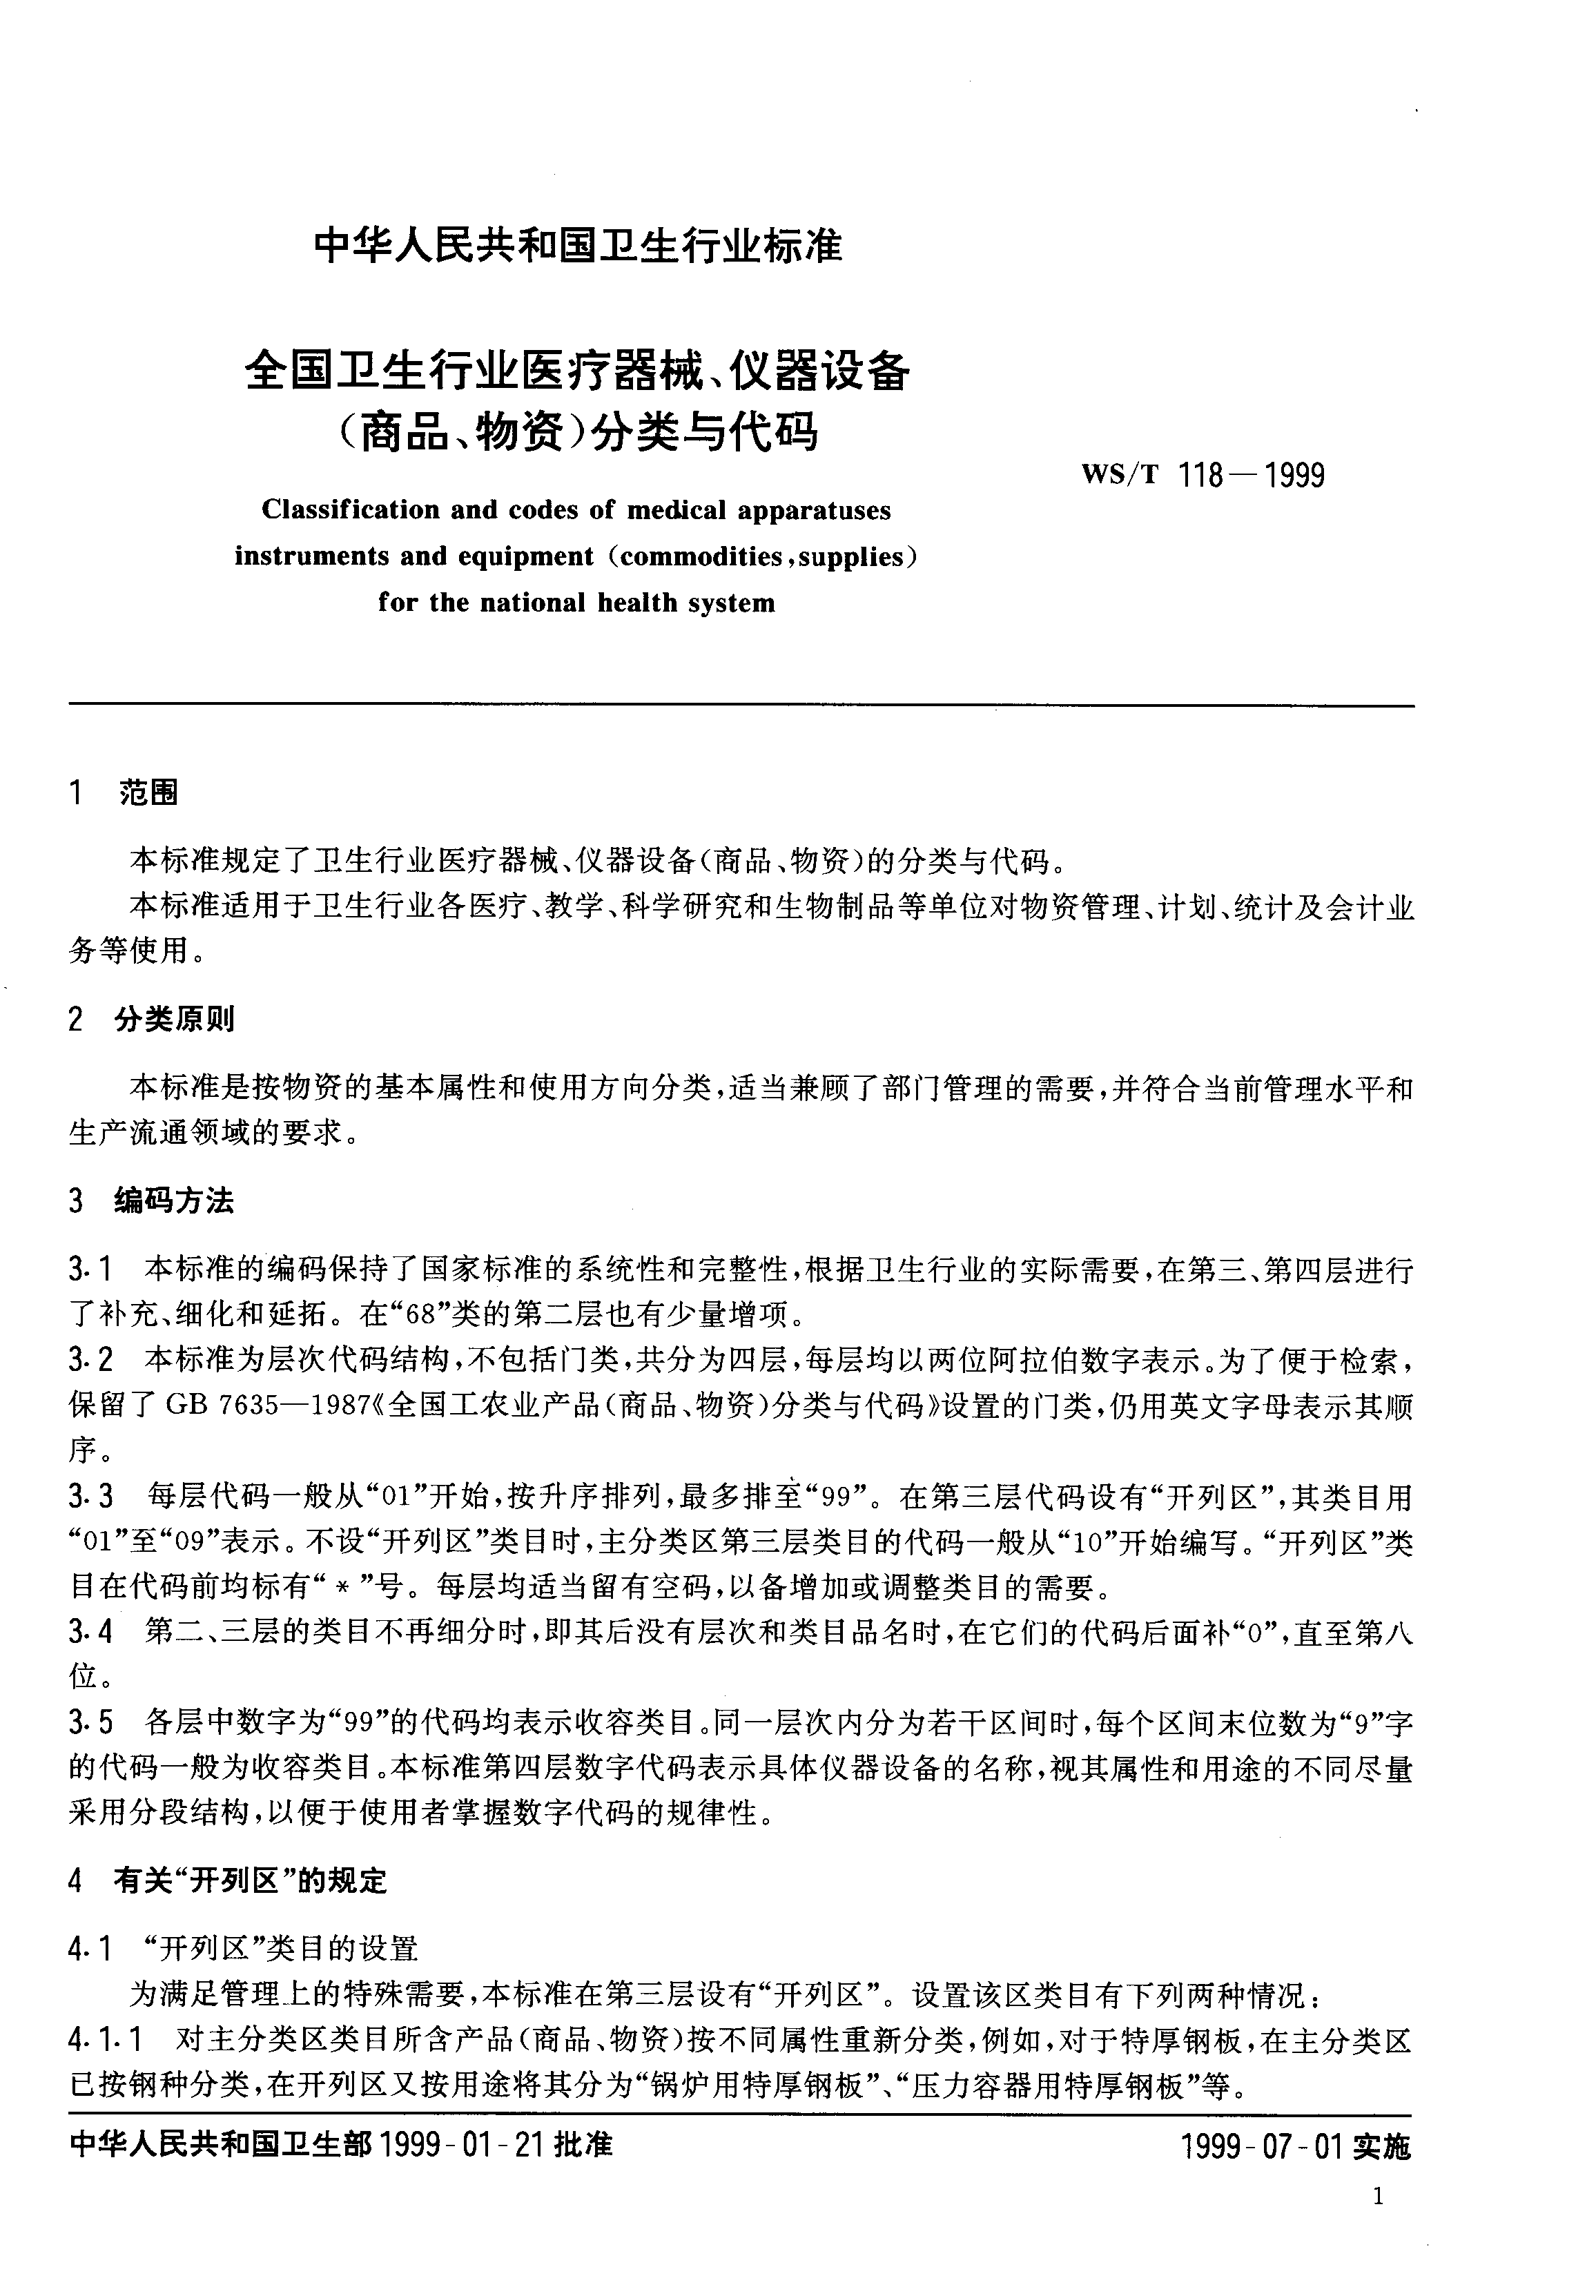 中华人民共和国卫生行业标准
全国卫生行业医疗器械、仪器设备
(商品、物资)分类与代码
WS/T 118—1999
Classification and codes of medical apparatuses
instruments and equipment (commodities,supplies)
for the national health system
1 范围
本标准规定了卫生行业医疗器械、仪器设备(商品、物资)的分类与代码。
本标准适用于卫生行业各医疗、教学、科学研究和生物制品等单位对物资管理、计划、统计及会计业
务等使用。
2 分类原则
本标准是按物资的基本属性和使用方向分类,适当兼顾了部门管理的需要,并符合当前管理水平和
生产流通领域的要求。
3 编码方法
3.1 本标准的编码保持了国家标准的系统性和完整性,根据卫生行业的实际需要,在第三、第四层进行
了补充、细化和延拓。在“68”类的第二层也有少量增项。
3.2 本标准为层次代码结构,不包括门类,共分为四层,每层均以两位阿拉伯数字表示。为了便于检索,
保留了 GB 7635—1987《全国工农业产品(商品、物资)分类与代码》设置的门类,仍用英文字母表示其顺
序。
3.3 每层代码一般从“01”开始,按升序排列,最多排至“99”。在第三层代码设有“开列区”,其类目用
“01”至“09”表示。不设“开列区”类目时,主分类区第三层类目的代码一般从“10”开始编写。“开列区”类
目在代码前均标有“*”号。每层均适当留有空码,以备增加或调整类目的需要。
3.4 第二、三层的类目不再细分时,即其后没有层次和类目品名时,在它们的代码后面补“0”,直至第八
位。
3.5 各层中数字为“99”的代码均表示收容类目。同一层次内分为若干区间时,每个区间末位数为“9”字
的代码一般为收容类目。本标准第四层数字代码表示具体仪器设备的名称,视其属性和用途的不同尽量
采用分段结构,以便于使用者掌握数字代码的规律性。
4 有关“开列区”的规定
4.1 “开列区”类目的设置
为满足管理上的特殊需要,本标准在第三层设有“开列区”。设置该区类目有下列两种情况:
4.1.1 对主分类区类目所含产品(商品、物资)按不同属性重新分类,例如,对于特厚钢板,在主分类区
已按钢种分类,在开列区又按用途将其分为“锅炉用特厚钢板”、“压力容器用特厚钢板”等。
中华人民共和国卫生部1999-01-21批准
1999-07-01实施
1